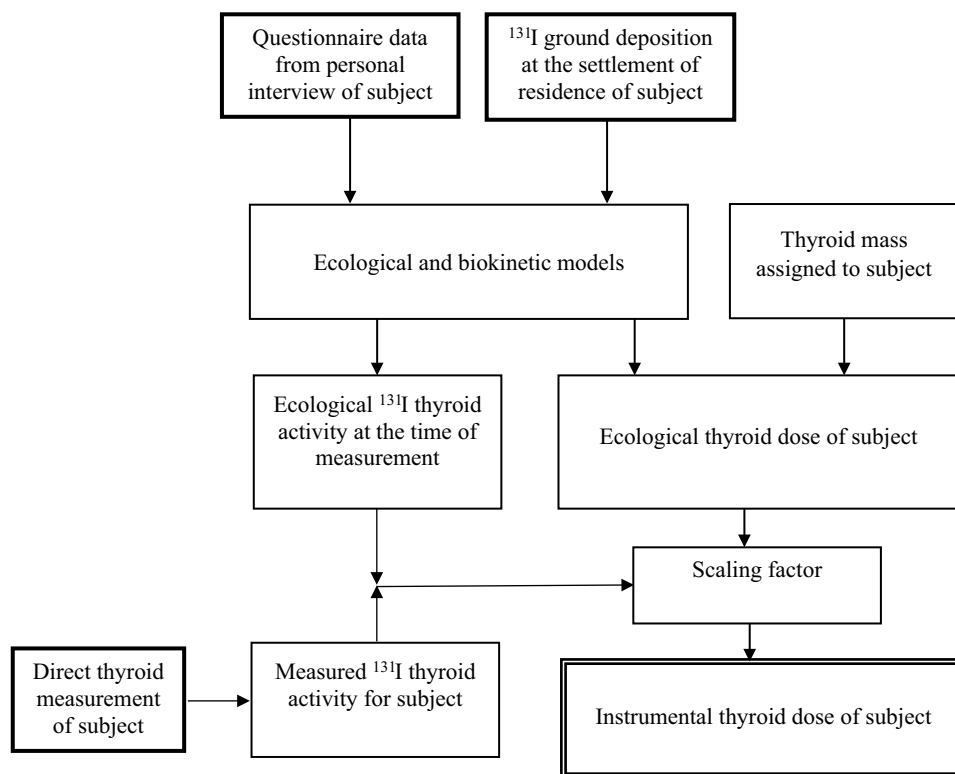 Questionnaire data
from personal
interview of subject
¹³¹I ground deposition
at the settlement of
residence of subject
Ecological and biokinetic models
Thyroid mass
assigned to subject
Ecological ¹³¹I thyroid
activity at the time of
measurement
Ecological thyroid dose of subject
Scaling factor
Direct thyroid
measurement
of subject
Measured ¹³¹I thyroid
activity for subject
Instrumental thyroid dose of subject